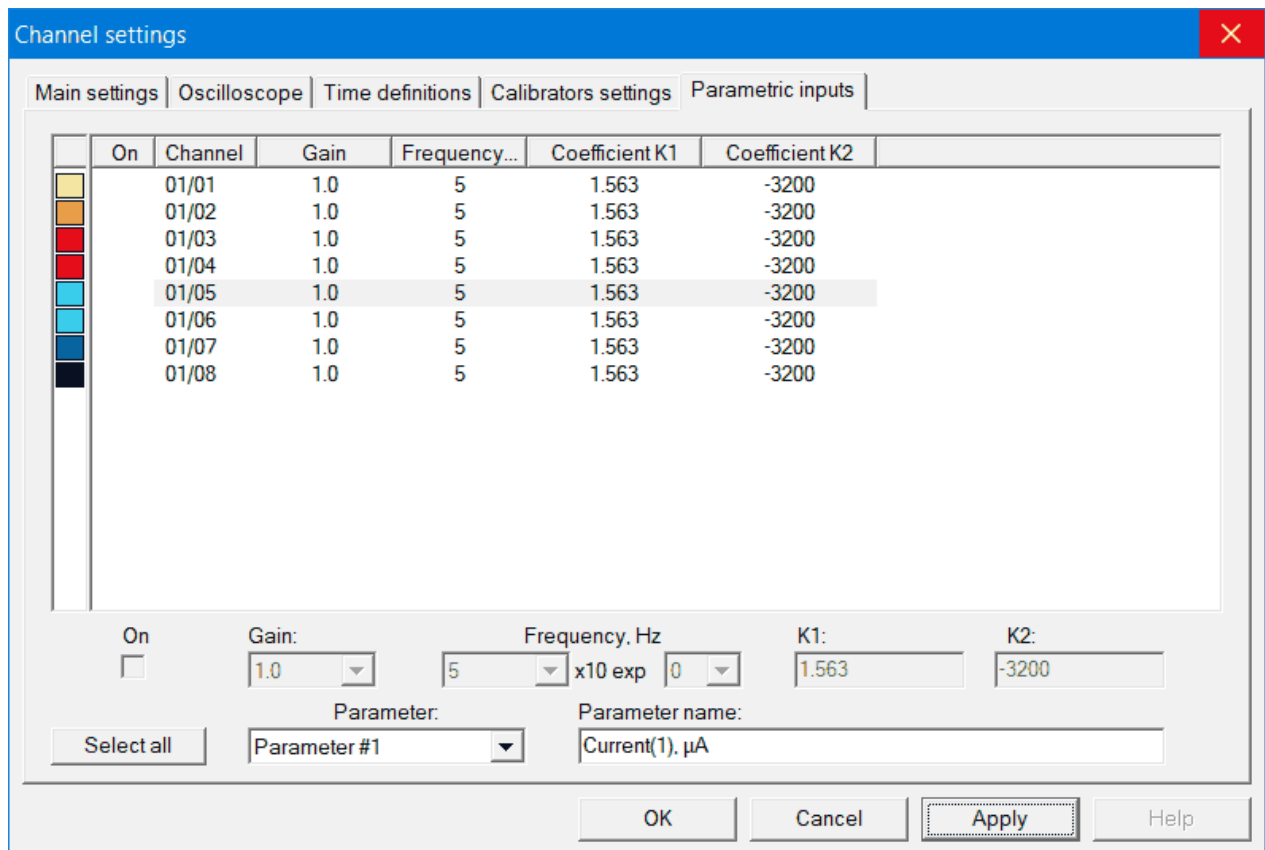 Channel settings
Main settings Oscilloscope Time definitions Calibrators settings Parametric inputs
On Channel Gain Frequency... Coefficient K1 Coefficient K2
01/01 1.0 5 1.563 -3200
01/02 1.0 5 1.563 -3200
01/03 1.0 5 1.563 -3200
01/04 1.0 5 1.563 -3200
01/05 1.0 5 1.563 -3200
01/06 1.0 5 1.563 -3200
01/07 1.0 5 1.563 -3200
01/08 1.0 5 1.563 -3200
On Gain: Frequency, Hz K1: K2:
1.0 5 x10 exp 0 1.563 -3200
Parameter: Parameter name:
Select all Parameter #1 Current(1), μA
OK Cancel Apply Help